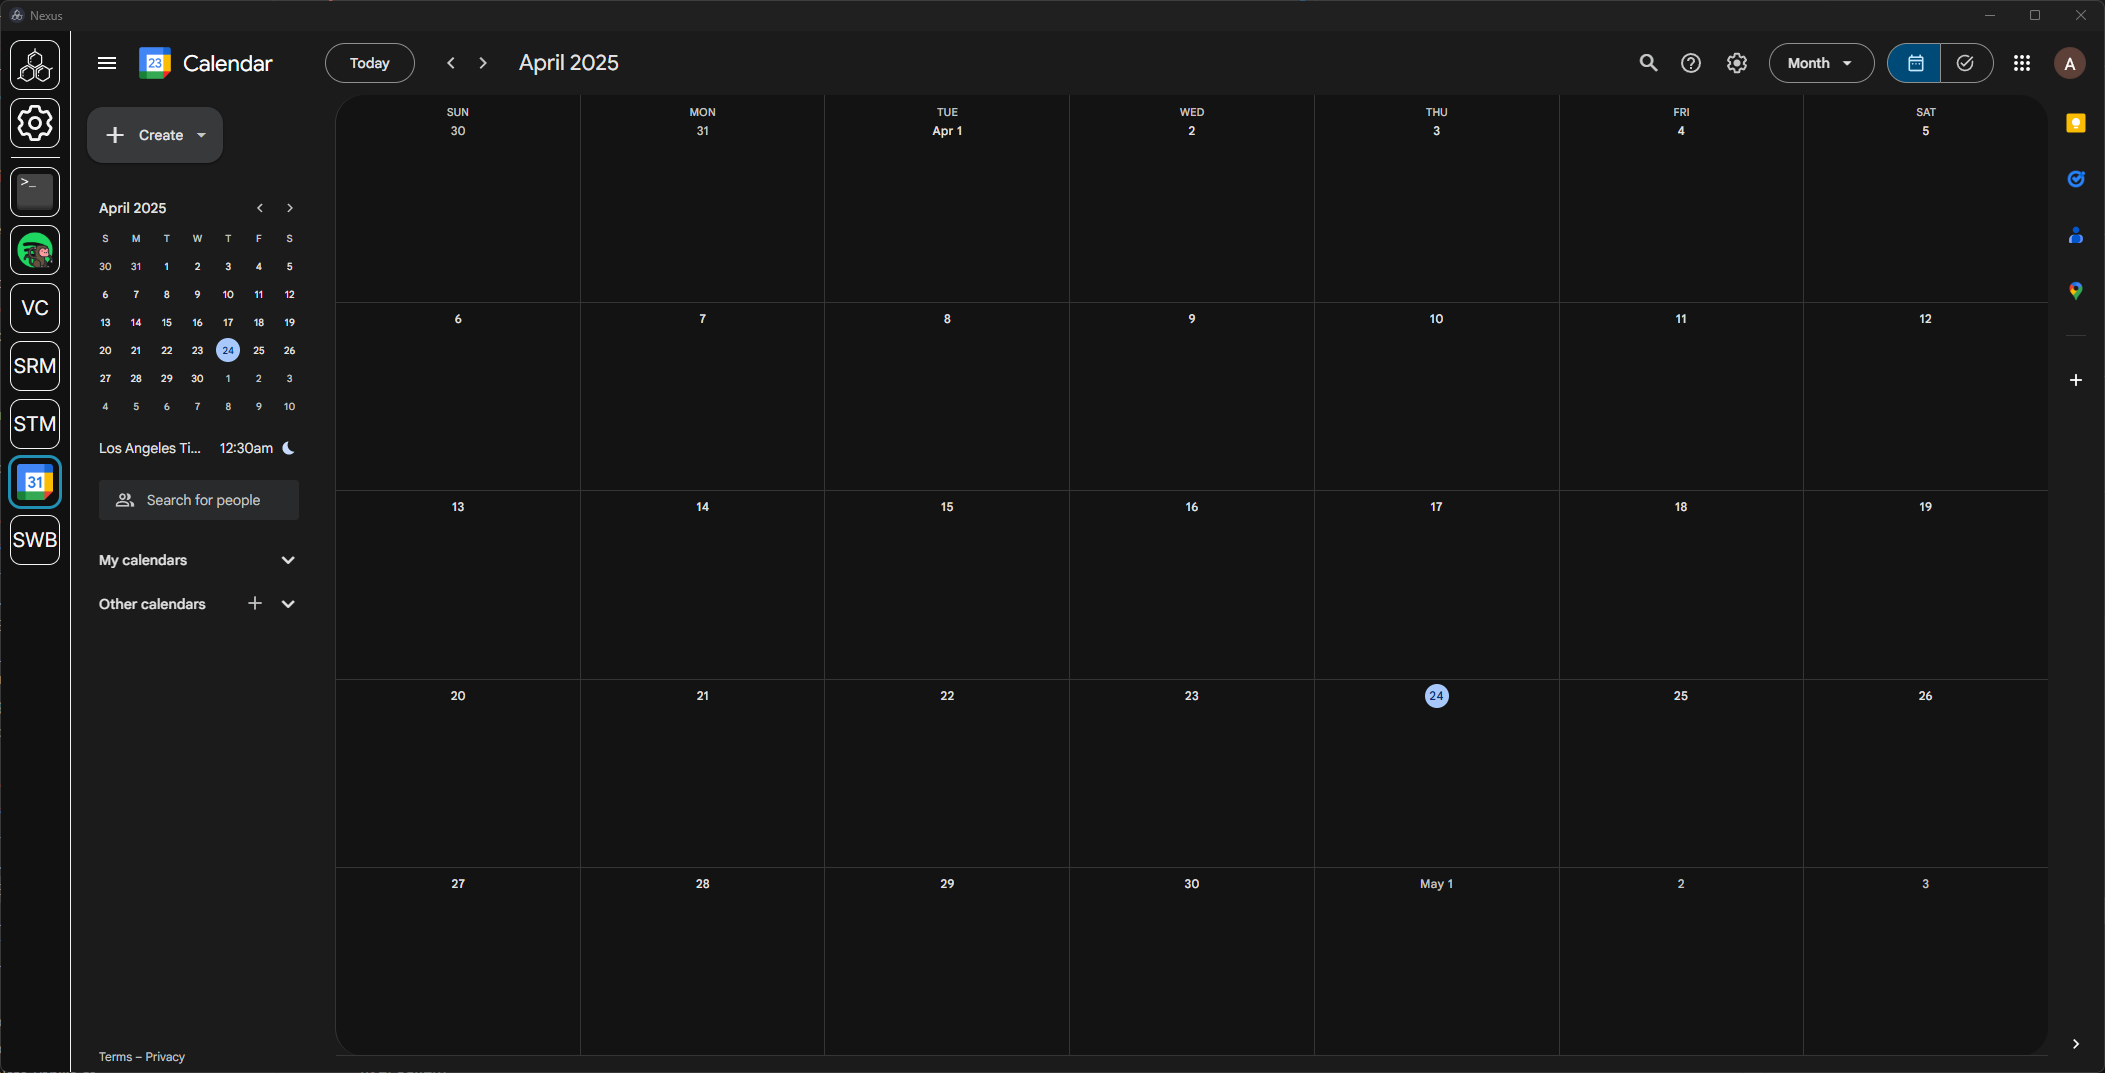 Nexus
23 Calendar Today April 2025 Month A
Create
April 2025
S M T W T F S
30 31 1 2 3 4 5
6 7 8 9 10 11 12
13 14 15 16 17 18 19
20 21 22 23 24 25 26
27 28 29 30 1 2 3
4 5 6 7 8 9 10
Los Angeles Ti... 12:30am
Search for people
My calendars
Other calendars
Terms – Privacy
>_
VC
SRM
STM
31
SWB
SUN MON TUE WED THU FRI SAT
30 31 Apr 1 2 3 4 5
6 7 8 9 10 11 12
13 14 15 16 17 18 19
20 21 22 23 24 25 26
27 28 29 30 May 1 2 3